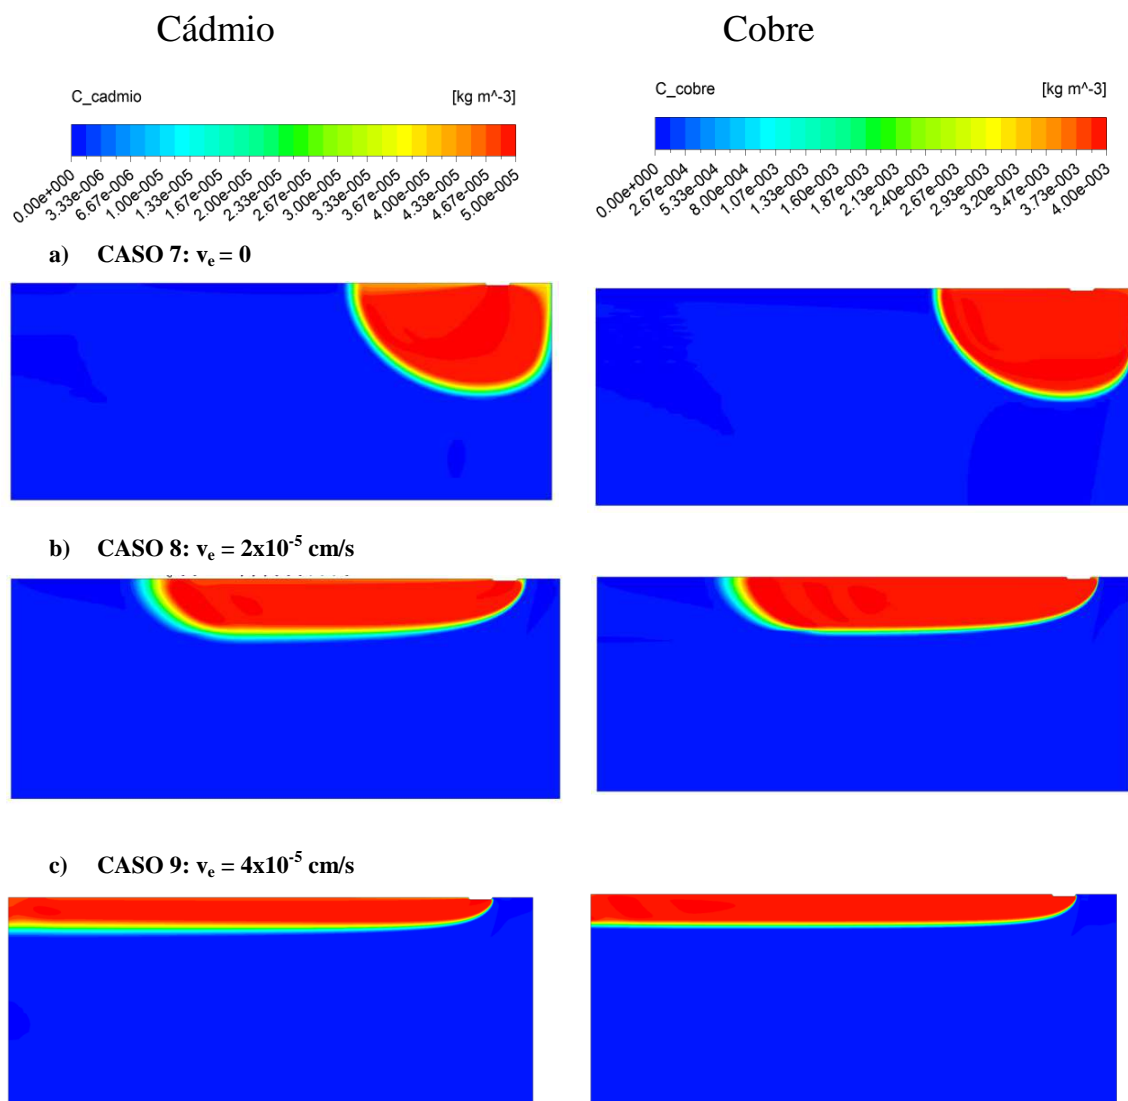 Cádmio Cobre
C_cadmio [kg m^-3]
0.00e+000 3.33e-006 6.67e-006 1.00e-005 1.33e-005 1.67e-005 2.00e-005 2.33e-005 2.67e-005 3.00e-005 3.33e-005 3.67e-005 4.00e-005 4.33e-005 4.67e-005 5.00e-005
C_cobre [kg m^-3]
0.00e+000 2.67e-004 5.33e-004 8.00e-004 1.07e-003 1.33e-003 1.60e-003 1.87e-003 2.13e-003 2.40e-003 2.67e-003 2.93e-003 3.20e-003 3.47e-003 3.73e-003 4.00e-003
a) CASO 7: vₑ = 0
b) CASO 8: vₑ = 2x10⁻⁵ cm/s
c) CASO 9: vₑ = 4x10⁻⁵ cm/s